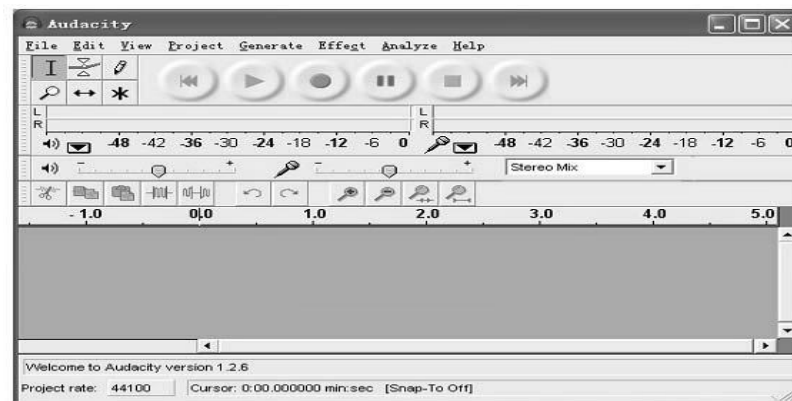 Audacity
File Edit View Project Generate Effect Analyze Help
L L
R R
-48 -42 -36 -30 -24 -18 -12 -6 0 -48 -42 -36 -30 -24 -18 -12 -6 0
- + - + Stereo Mix
- 1.0 0.0 1.0 2.0 3.0 4.0 5.0
Welcome to Audacity version 1.2.6
Project rate: 44100 Cursor: 0:00.000000 min:sec [Snap-To Off]